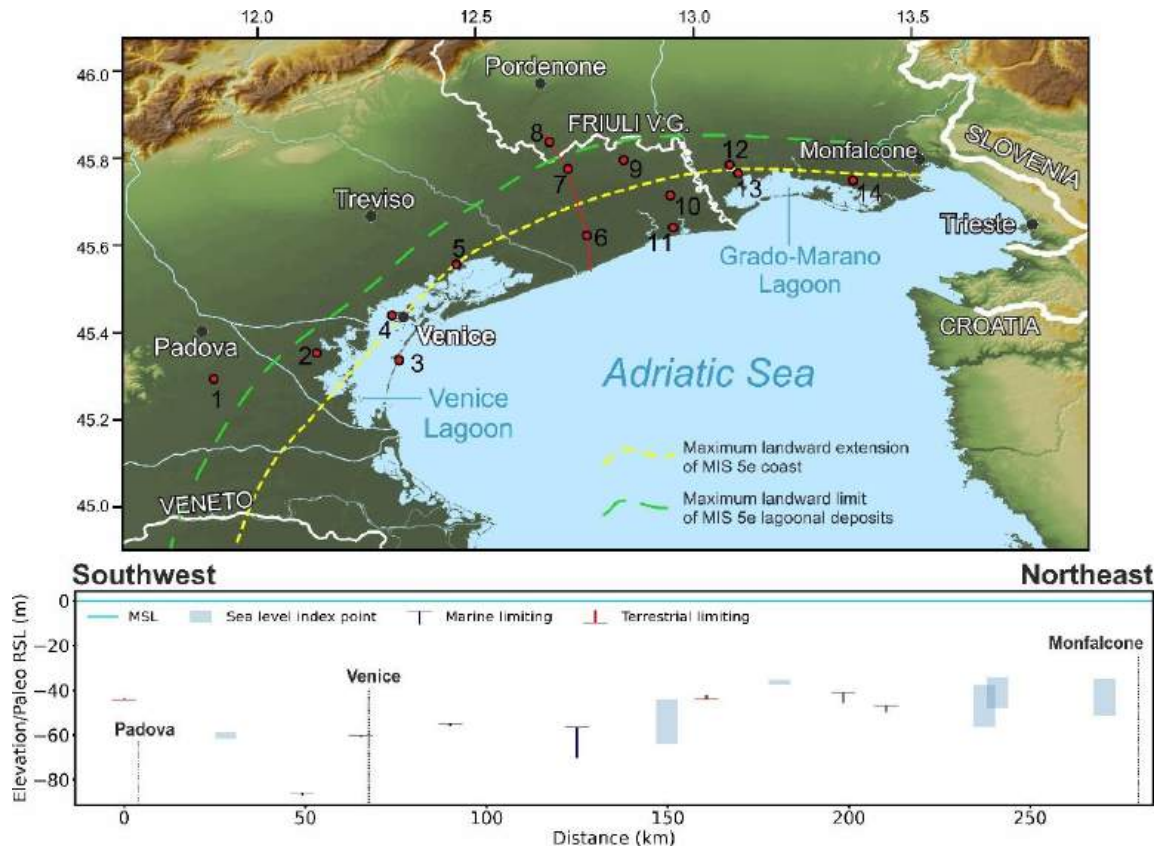 12.0 12.5 13.0 13.5
46.0
45.8
45.6
45.4
45.2
45.0
Pordenone
8
FRIULI V.G.
12
Monfalcone
SLOVENIA
7
9
13
14
Treviso
10
Trieste
5
6
11
Grado-Marano
Lagoon
4
Venice
CROATIA
Padova
2
3
Adriatic Sea
1
Venice
Lagoon
Maximum landward extension
of MIS 5e coast
VENETO
Maximum landward limit
of MIS 5e lagoonal deposits
Southwest Northeast
Elevation/Paleo RSL (m)
0
−20
−40
−60
−80
MSL Sea level index point Marine limiting Terrestrial limiting
Monfalcone
Venice
Padova
0 50 100 150 200 250
Distance (km)